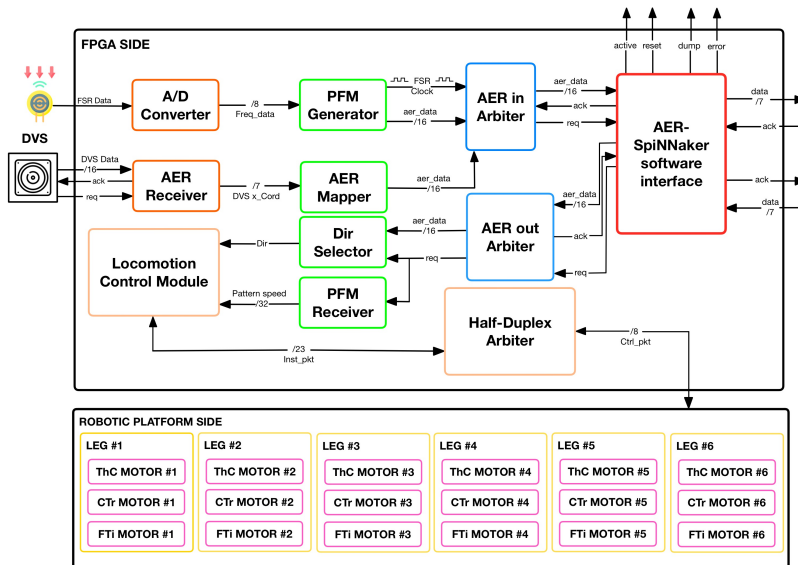 active
reset
dump
error
FPGA SIDE
FSR Data
A/D
Converter
/8
Freq_data
PFM
Generator
FSR
Clock
aer_data
/16
AER in
Arbiter
aer_data
/16
ack
req
AER-
SpiNNaker
software
interface
data
/7
ack
ack
data
/7
DVS
DVS Data
/16
ack
req
AER
Receiver
/7
DVS x_Cord
AER
Mapper
aer_data
/16
Locomotion
Control Module
Dir
Dir
Selector
aer_data
/16
req
AER out
Arbiter
aer_data
/16
ack
req
Pattern speed
/32
PFM
Receiver
Half-Duplex
Arbiter
/23
Inst_pkt
/8
Ctrl_pkt
ROBOTIC PLATFORM SIDE
LEG #1
ThC MOTOR #1
CTr MOTOR #1
FTi MOTOR #1
LEG #2
ThC MOTOR #2
CTr MOTOR #2
FTi MOTOR #2
LEG #3
ThC MOTOR #3
CTr MOTOR #3
FTi MOTOR #3
LEG #4
ThC MOTOR #4
CTr MOTOR #4
FTi MOTOR #4
LEG #5
ThC MOTOR #5
CTr MOTOR #5
FTi MOTOR #5
LEG #6
ThC MOTOR #6
CTr MOTOR #6
FTi MOTOR #6